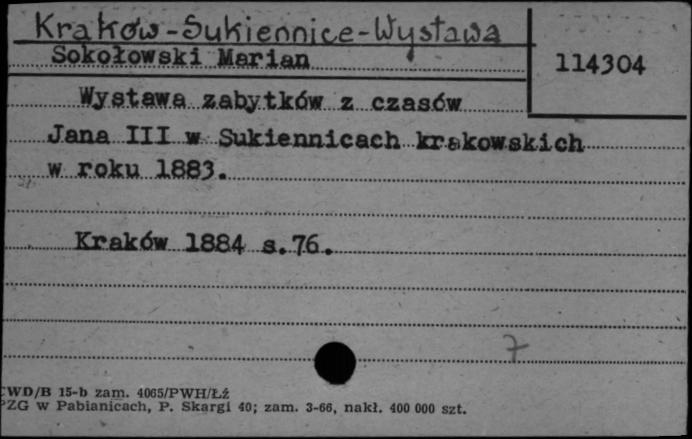 Kraków-Sukiennice-Wystawa
Sokołowski Marian
114304
Wystawa zabytków z czasów
Jana III w Sukiennicach krakowskich
w roku 1883.
Kraków 1884 s.76.
7
WD/B 15-b zam. 4065/PWH/Łź
PZG w Pabianicach, P. Skargi 40; zam. 3-66, nakł. 400 000 szt.